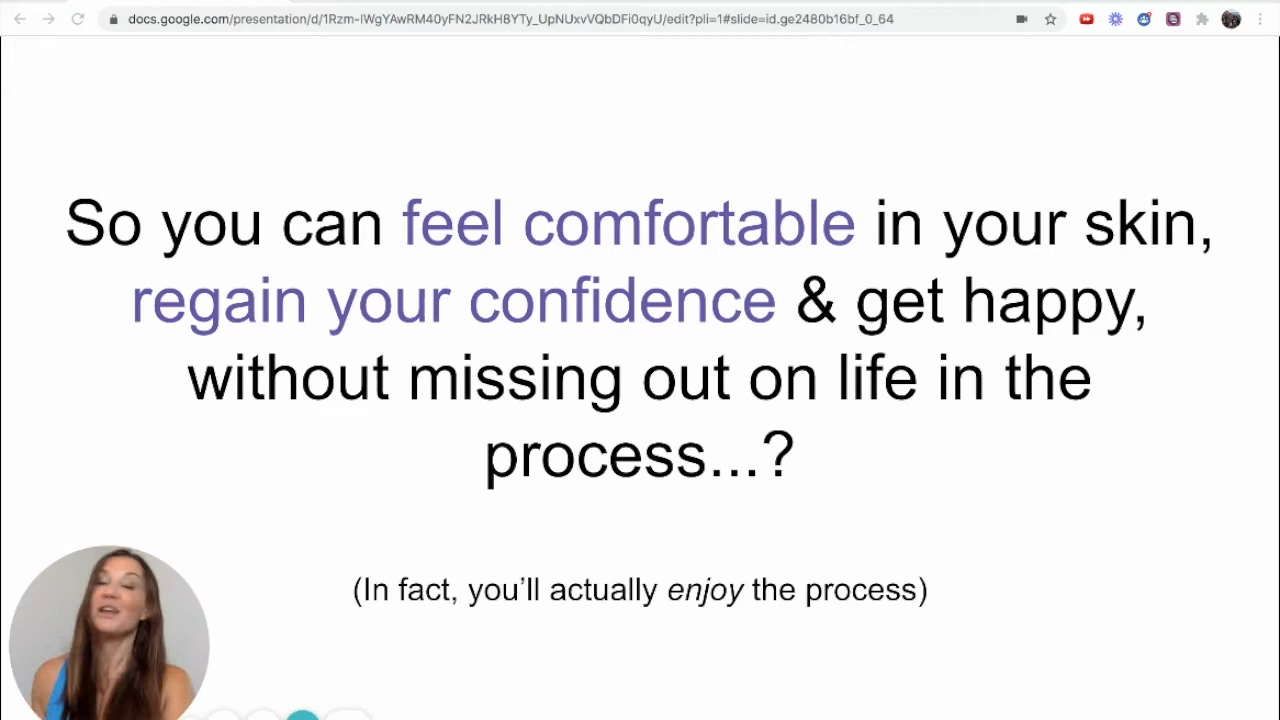 docs.google.com/presentation/d/1Rzm-IWgYAwRM40yFN2JRkH8YTy_UpNUxvVQbDFi0qyU/edit?pli=1#slide=id.ge2480b16bf_0_64
So you can feel comfortable in your skin,
regain your confidence & get happy,
without missing out on life in the
process...?
(In fact, you’ll actually enjoy the process)